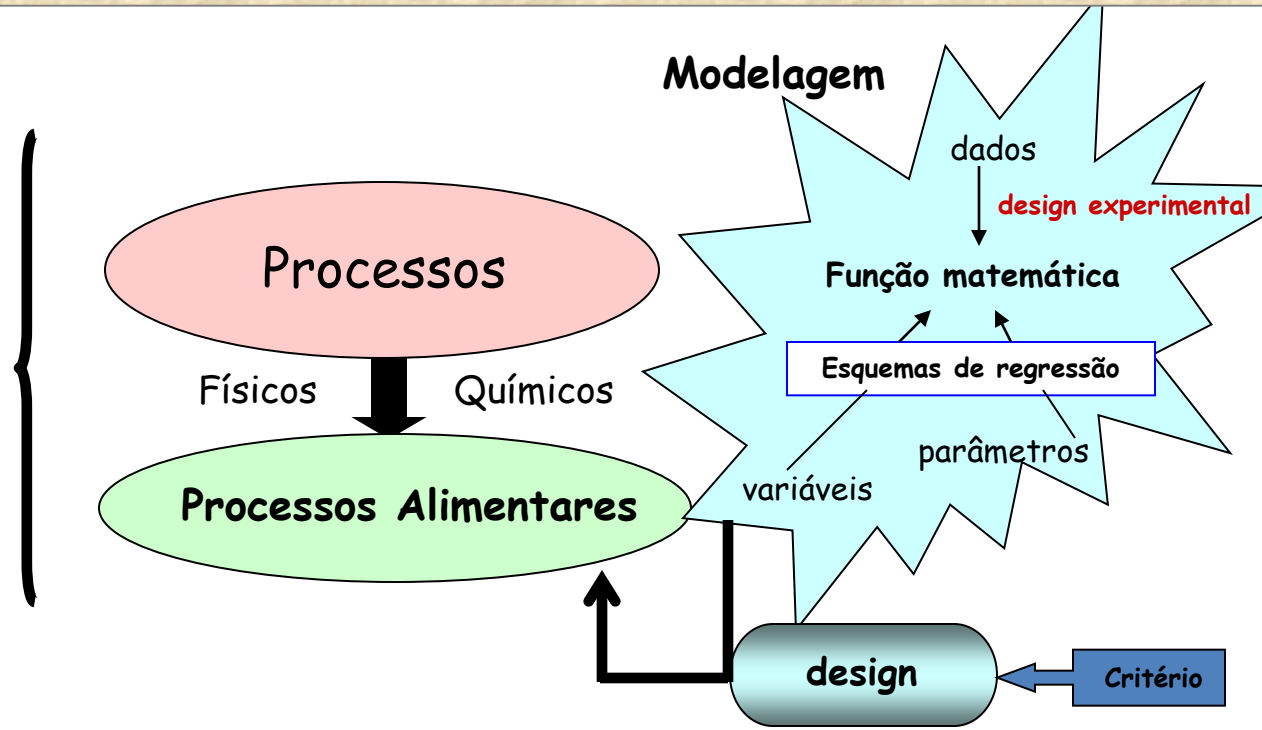 Modelagem
dados
design experimental
Processos
Função matemática
Esquemas de regressão
Físicos
Químicos
parâmetros
variáveis
Processos Alimentares
design
Critério